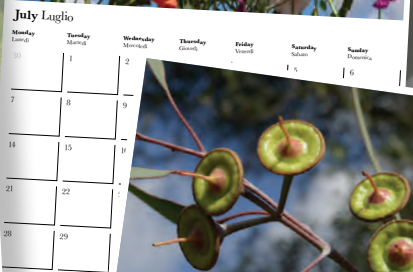 July Luglio
Monday Tuesday Wednesday Thursday Friday Saturday Sunday
Lunedì Martedì Mercoledì Giovedì Venerdì Sabato Domenica
30 1 2 5 6
7 8 9
14 15
21 22
28 29